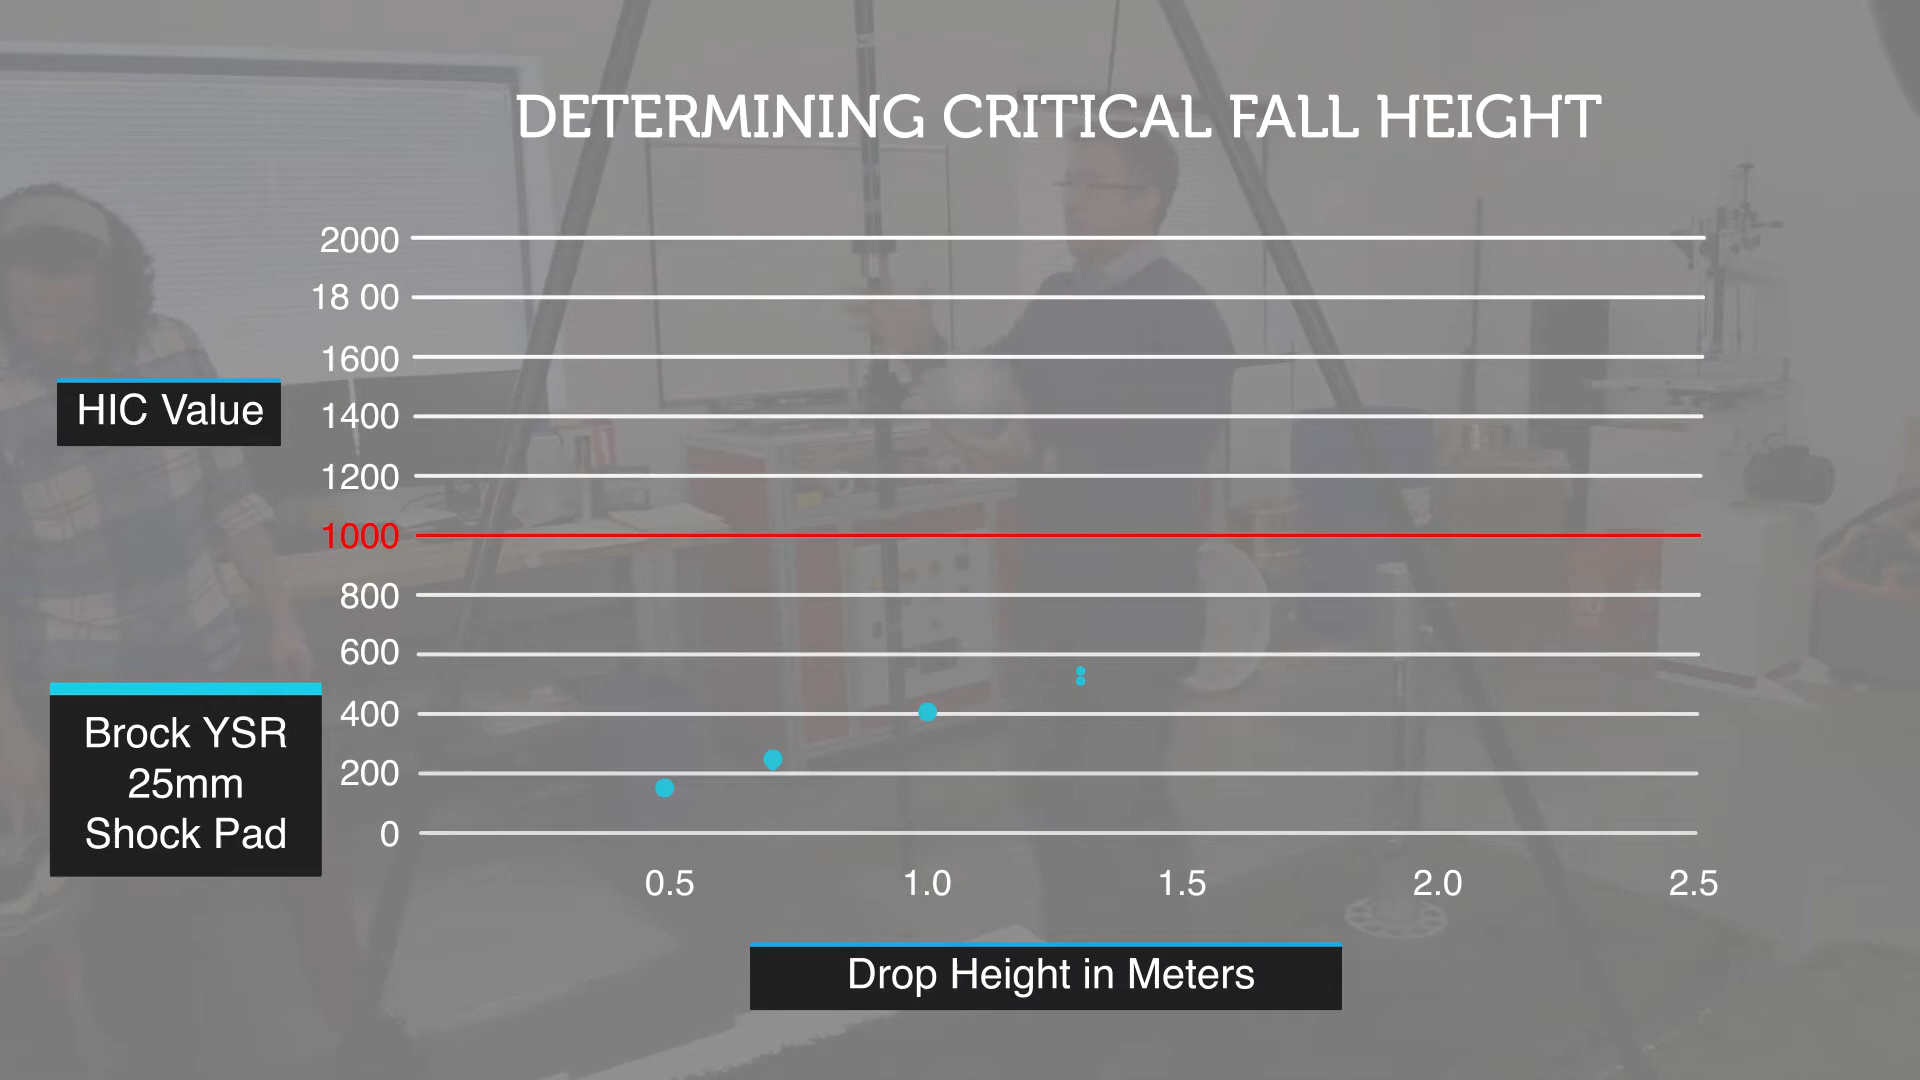 DETERMINING CRITICAL FALL HEIGHT
2000
18 00
1600
HIC Value
1400
1200
1000
800
600
400
200
0
Brock YSR
25mm
Shock Pad
0.5
1.0
1.5
2.0
2.5
Drop Height in Meters